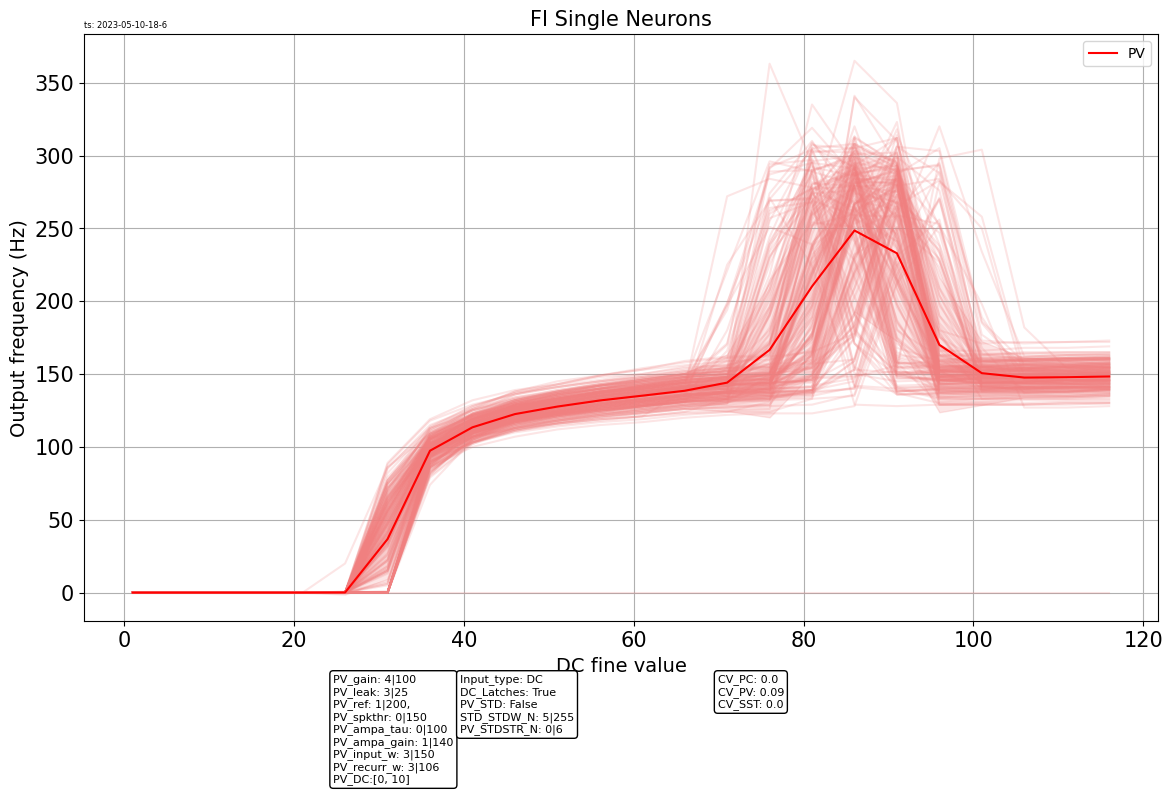 FI Single Neurons
ts: 2023-05-10-18-6
PV
Output frequency (Hz)
350
300
250
200
150
100
50
0
0 20 40 60 80 100 120
DC fine value
PV_gain: 4|100
PV_leak: 3|25
PV_ref: 1|200,
PV_spkthr: 0|150
PV_ampa_tau: 0|100
PV_ampa_gain: 1|140
PV_input_w: 3|150
PV_recurr_w: 3|106
PV_DC:[0, 10]
Input_type: DC
DC_Latches: True
PV_STD: False
STD_STDW_N: 5|255
PV_STDSTR_N: 0|6
CV_PC: 0.0
CV_PV: 0.09
CV_SST: 0.0